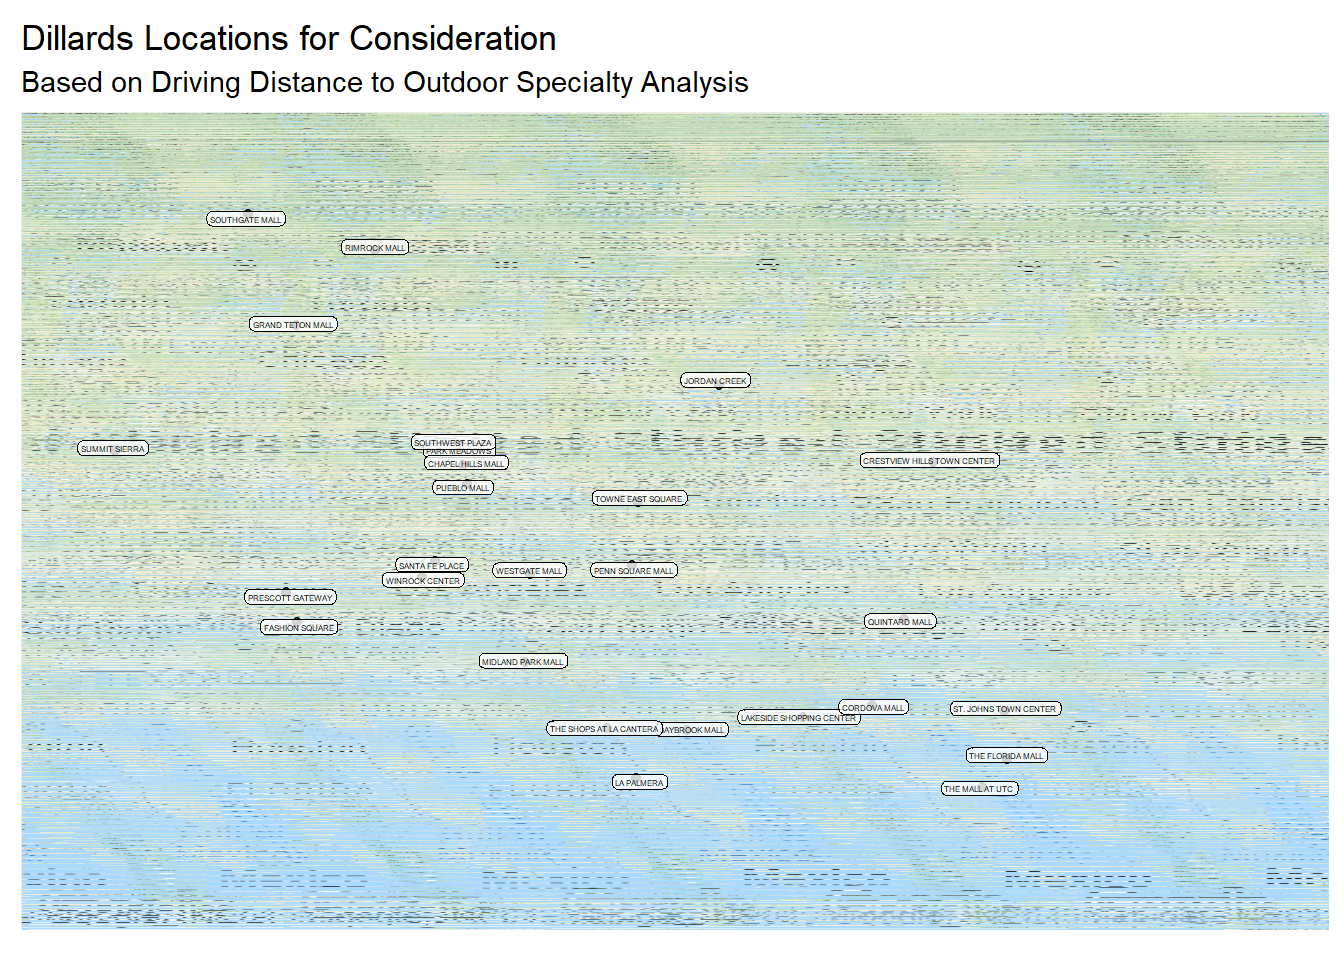 Dillards Locations for Consideration
Based on Driving Distance to Outdoor Specialty Analysis
SOUTHGATE MALL
RIMROCK MALL
GRAND TETON MALL
JORDAN CREEK
SOUTHWEST PLAZA
SUMMIT SIERRA
PARK MEADOWS
CHAPEL HILLS MALL
CRESTVIEW HILLS TOWN CENTER
PUEBLO MALL
TOWNE EAST SQUARE
SANTA FE PLACE
WESTGATE MALL
PENN SQUARE MALL
WINROCK CENTER
PRESCOTT GATEWAY
QUINTARD MALL
FASHION SQUARE
MIDLAND PARK MALL
CORDOVA MALL
ST. JOHNS TOWN CENTER
LAKESIDE SHOPPING CENTER
THE SHOPS AT LA CANTERA
MALL
THE FLORIDA MALL
LA PALMERA
THE MALL AT UTC